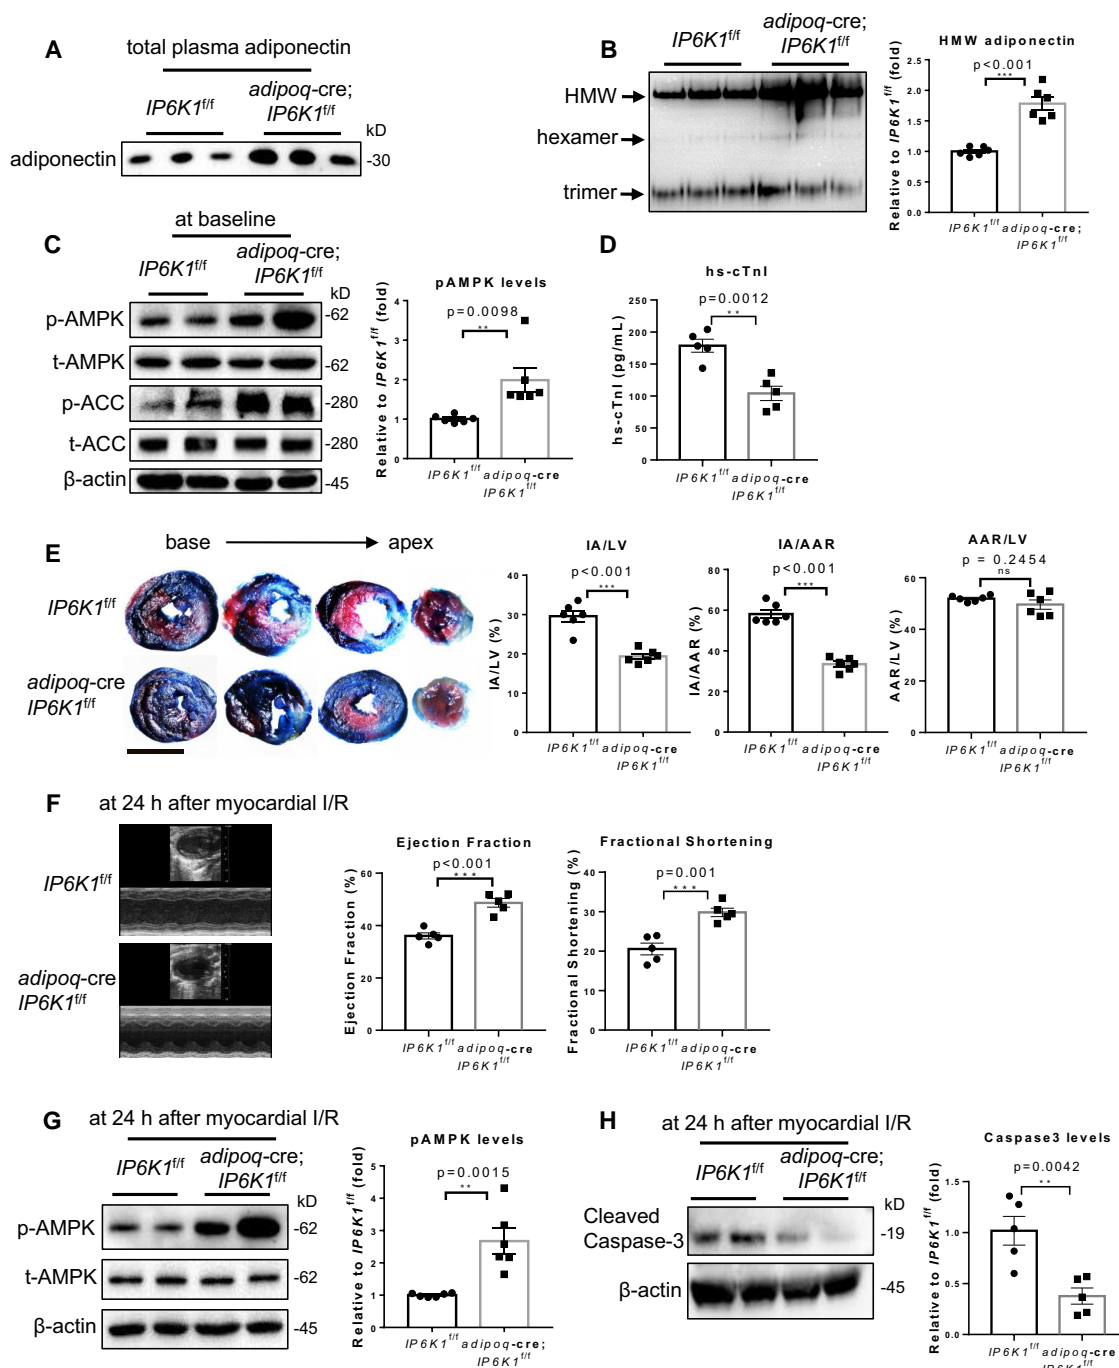 A
total plasma adiponectin
IP6K1f/f
adipoq-cre;
IP6K1f/f
kD
adiponectin
-30
B
IP6K1f/f
adipoq-cre;
IP6K1f/f
HMW
hexamer
trimer
HMW adiponectin
p<0.001
***
Relative to IP6K1f/f (fold)
2.5
2.0
1.5
1.0
0.5
0.0
IP6K1f/f adipoq-cre;
IP6K1f/f
C
at baseline
IP6K1f/f
adipoq-cre;
IP6K1f/f
kD
p-AMPK
-62
t-AMPK
-62
p-ACC
-280
t-ACC
-280
β-actin
-45
pAMPK levels
p=0.0098
**
Relative to IP6K1f/f (fold)
4
3
2
1
0
IP6K1f/f adipoq-cre
IP6K1f/f
D
hs-cTnI
p=0.0012
**
hs-cTnI (pg/mL)
250
200
150
100
50
0
IP6K1f/f adipoq-cre
IP6K1f/f
E
base
apex
IP6K1f/f
adipoq-cre
IP6K1f/f
IA/LV
p<0.001
***
IA/LV (%)
40
30
20
10
0
IP6K1f/f adipoq-cre
IP6K1f/f
IA/AAR
p<0.001
***
IA/AAR (%)
80
60
40
20
0
IP6K1f/f adipoq-cre
IP6K1f/f
AAR/LV
p = 0.2454
ns
AAR/LV (%)
60
40
20
0
IP6K1f/f adipoq-cre
IP6K1f/f
F
at 24 h after myocardial I/R
IP6K1f/f
adipoq-cre
IP6K1f/f
Ejection Fraction
p<0.001
***
Ejection Fraction (%)
60
40
20
0
IP6K1f/f adipoq-cre
IP6K1f/f
Fractional Shortening
p=0.001
***
Fractional Shortening (%)
40
30
20
10
0
IP6K1f/f adipoq-cre
IP6K1f/f
G
at 24 h after myocardial I/R
IP6K1f/f
adipoq-cre;
IP6K1f/f
kD
p-AMPK
-62
t-AMPK
-62
β-actin
-45
pAMPK levels
p=0.0015
**
Relative to IP6K1f/f (fold)
5
4
3
2
1
0
IP6K1f/f adipoq-cre;
IP6K1f/f
H
at 24 h after myocardial I/R
IP6K1f/f
adipoq-cre;
IP6K1f/f
kD
Cleaved
Caspase-3
-19
β-actin
-45
Caspase3 levels
p=0.0042
**
Relative to IP6K1f/f (fold)
1.5
1.0
0.5
0.0
IP6K1f/f adipoq-cre
IP6K1f/f